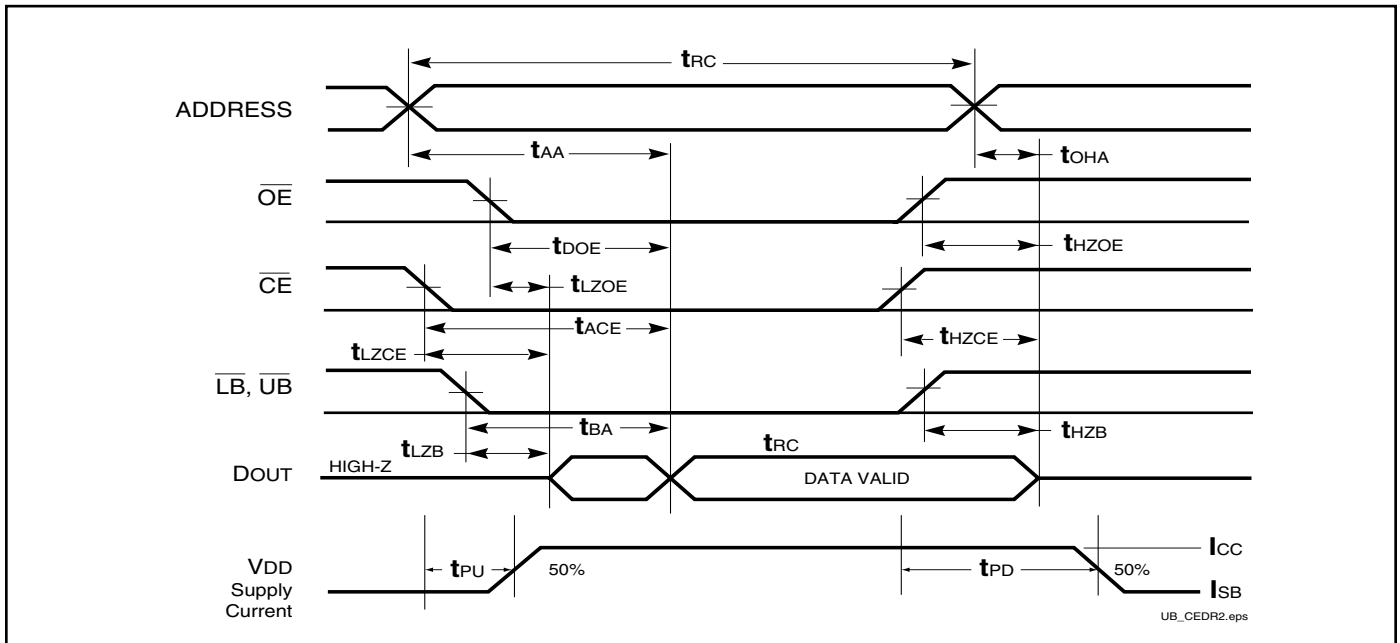 tRC
ADDRESS
tAA
tOHA
OE
tDOE
tHZOE
CE
tLZOE
tACE
tHZCE
tLZCE
LB, UB
tBA
tHZB
tLZB
tRC
DOUT
HIGH-Z
DATA VALID
ICC
VDD
Supply
Current
tPU
50%
tPD
50%
ISB
UB_CEDR2.eps